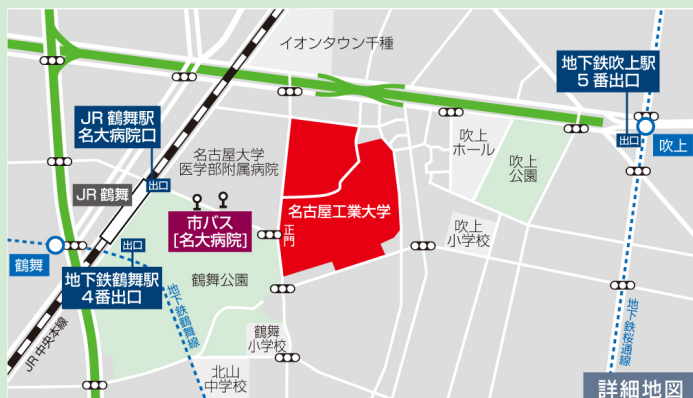 イオンタウン千種
地下鉄吹上駅
5番出口
JR 鶴舞駅
名大病院口
名古屋大学
医学部附属病院
吹上
ホール
吹上
公園
出口
吹上
出口
JR 鶴舞
市バス
[名大病院]
正門
名古屋工業大学
吹上
小学校
出口
鶴舞
地下鉄鶴舞駅
4番出口
鶴舞公園
地下鉄鶴舞線
JR 中央本線
鶴舞
小学校
北山
中学校
地下鉄桜通線
詳細地図